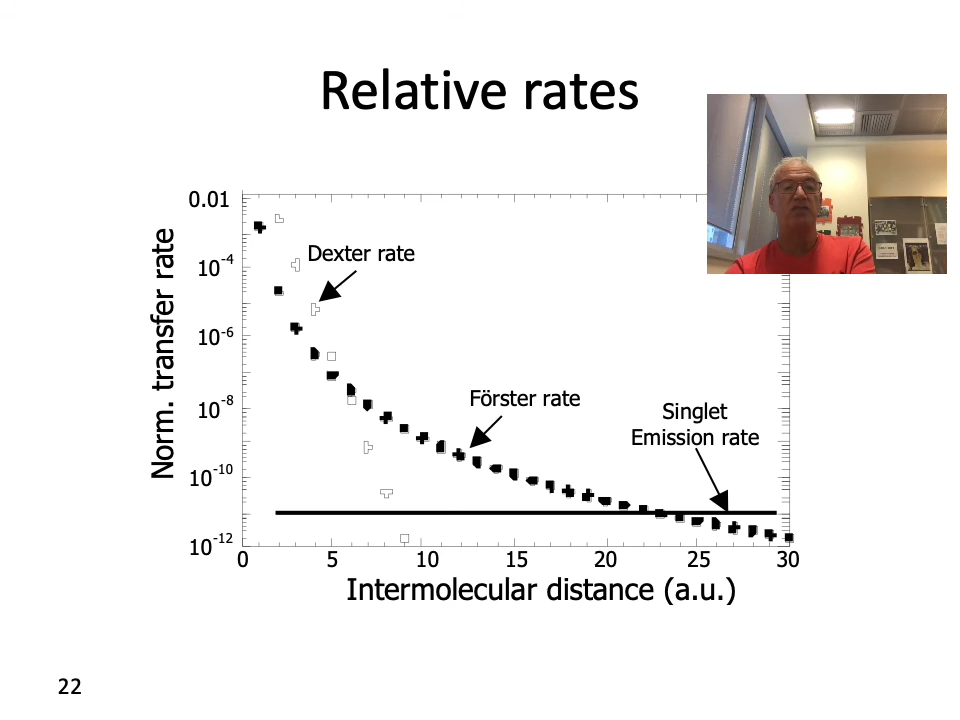 Relative rates
0.01
10-4
10-6
10-8
10-10
10-12
Norm. transfer rate
Dexter rate
Förster rate
Singlet
Emission rate
0 5 10 15 20 25 30
Intermolecular distance (a.u.)
22